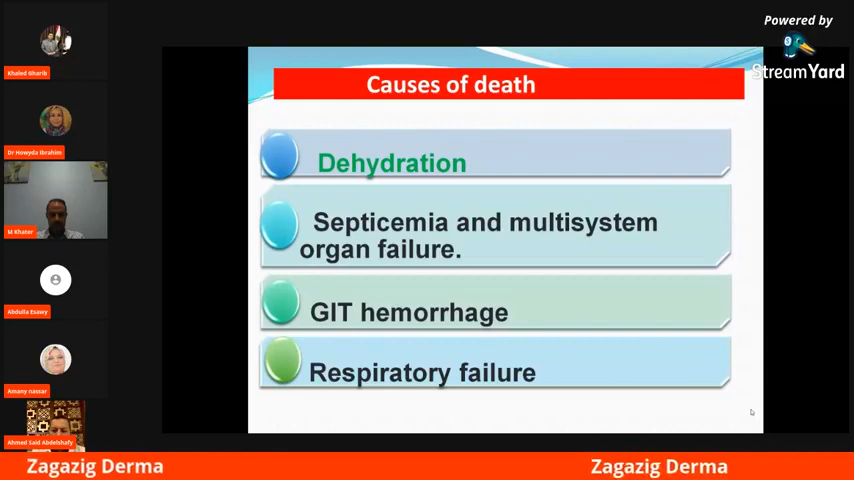 Powered by
StreamYard
Khaled Gharib
Dr Howyda Ibrahim
M Khater
Abdulla Esawy
Amany nassar
Ahmed Said Abdelshafy
Causes of death
Dehydration
Septicemia and multisystem
organ failure.
GIT hemorrhage
Respiratory failure
Zagazig Derma
Zagazig Derma